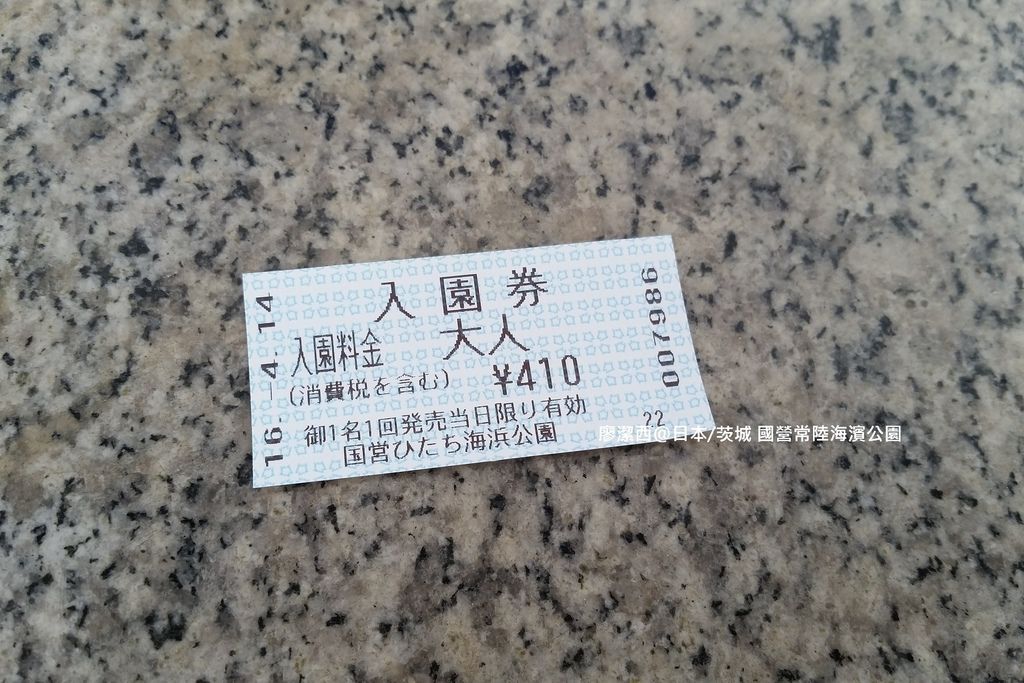 入園券
大人
入園料金
(消費税を含む) ¥410
御1名1回発売当日限り有効
国営ひたち海浜公園
16.-4.14
007986
22
廖潔西@日本/茨城 國營常陸海濱公園